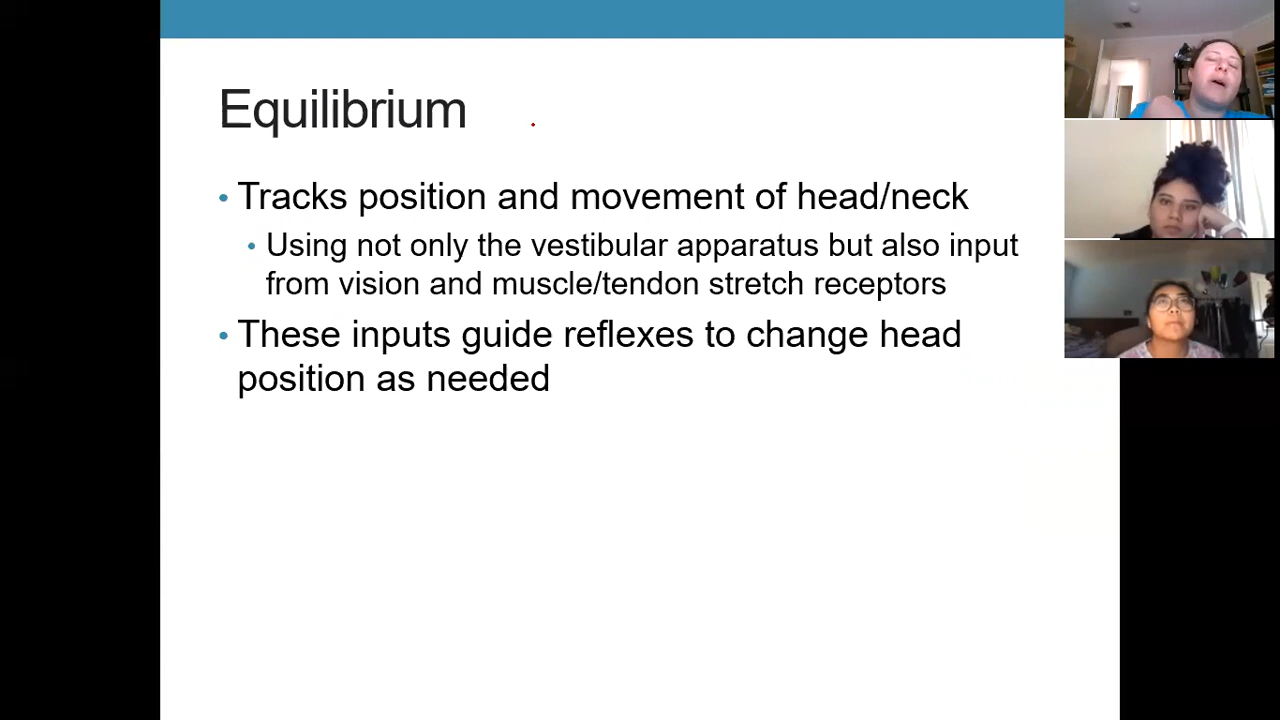 Equilibrium
• Tracks position and movement of head/neck
• Using not only the vestibular apparatus but also input
from vision and muscle/tendon stretch receptors
• These inputs guide reflexes to change head
position as needed